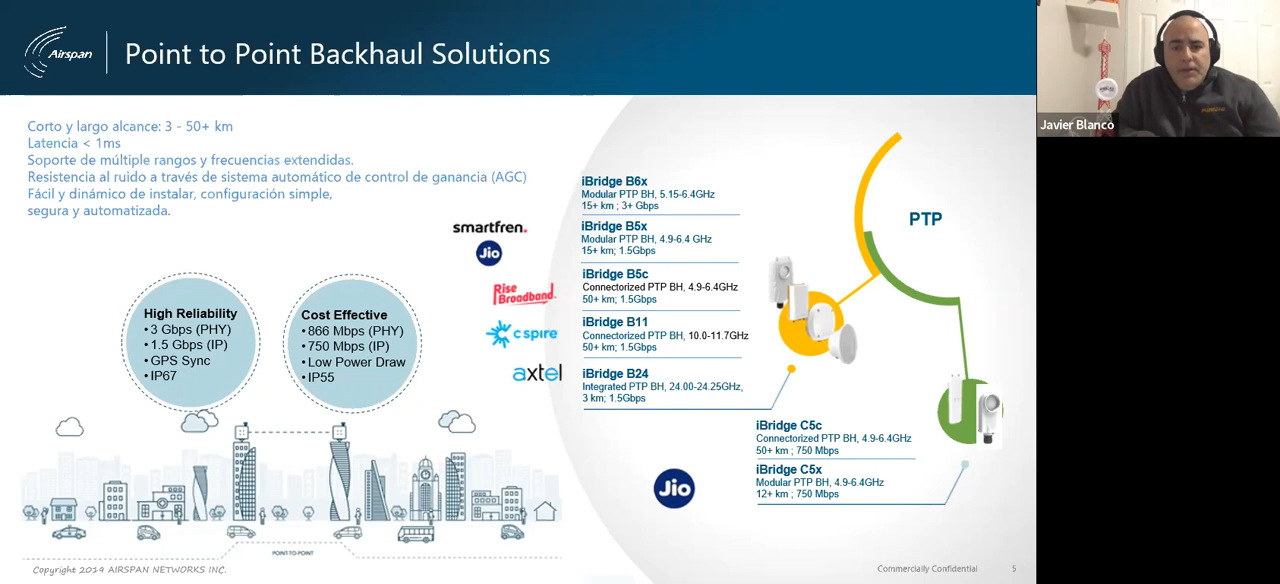 Airspan
Point to Point Backhaul Solutions
Javier Blanco
Corto y largo alcance: 3 - 50+ km
Latencia < 1ms
Soporte de múltiple rangos y frecuencias extendidas.
Resistencia al ruido a través de sistema automático de control de ganancia (AGC)
Fácil y dinámico de instalar, configuración simple,
segura y automatizada.
smartfren.
Jio
Rise
Broadband.
c spire
axtel
High Reliability
• 3 Gbps (PHY)
• 1.5 Gbps (IP)
• GPS Sync
• IP67
Cost Effective
• 866 Mbps (PHY)
• 750 Mbps (IP)
• Low Power Draw
• IP55
iBridge B6x
Modular PTP BH, 5.15-6.4GHz
15+ km ; 3+ Gbps
iBridge B5x
Modular PTP BH, 4.9-6.4 GHz
15+ km; 1.5Gbps
iBridge B5c
Connectorized PTP BH, 4.9-6.4GHz
50+ km; 1.5Gbps
iBridge B11
Connectorized PTP BH, 10.0-11.7GHz
50+ km; 1.5Gbps
iBridge B24
Integrated PTP BH, 24.00-24.25GHz,
3 km; 1.5Gbps
PTP
iBridge C5c
Connectorized PTP BH, 4.9-6.4GHz
50+ km ; 750 Mbps
iBridge C5x
Modular PTP BH, 4.9-6.4GHz
12+ km ; 750 Mbps
Jio
POINT-TO-POINT
Copyright 2019 AIRSPAN NETWORKS INC.
Commercially Confidential
5